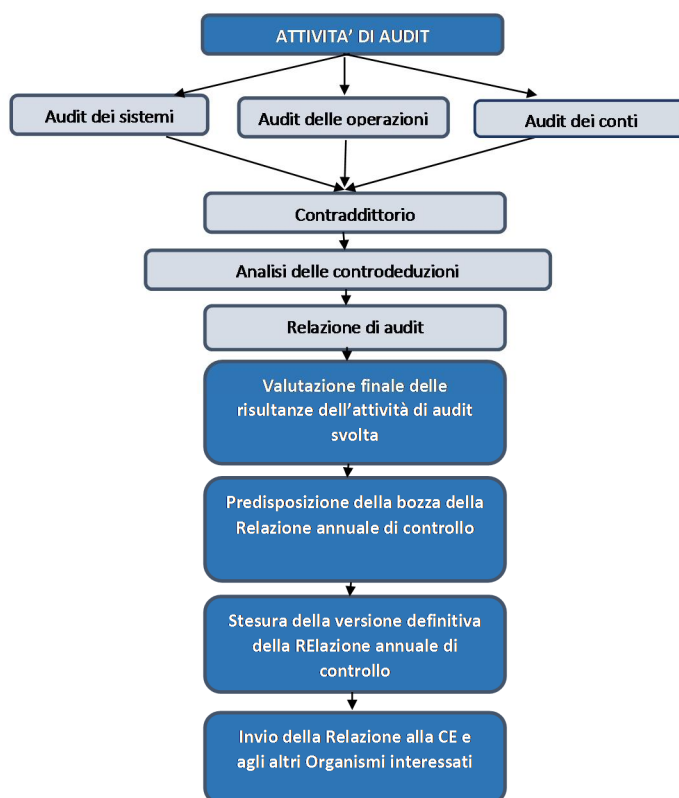 ATTIVITA’ DI AUDIT
Audit dei sistemi
Audit delle operazioni
Audit dei conti
Contraddittorio
Analisi delle controdeduzioni
Relazione di audit
Valutazione finale delle
risultanze dell’attività di audit
svolta
Predisposizione della bozza della
Relazione annuale di controllo
Stesura della versione definitiva
della RElazione annuale di
controllo
Invio della Relazione alla CE e
agli altri Organismi interessati